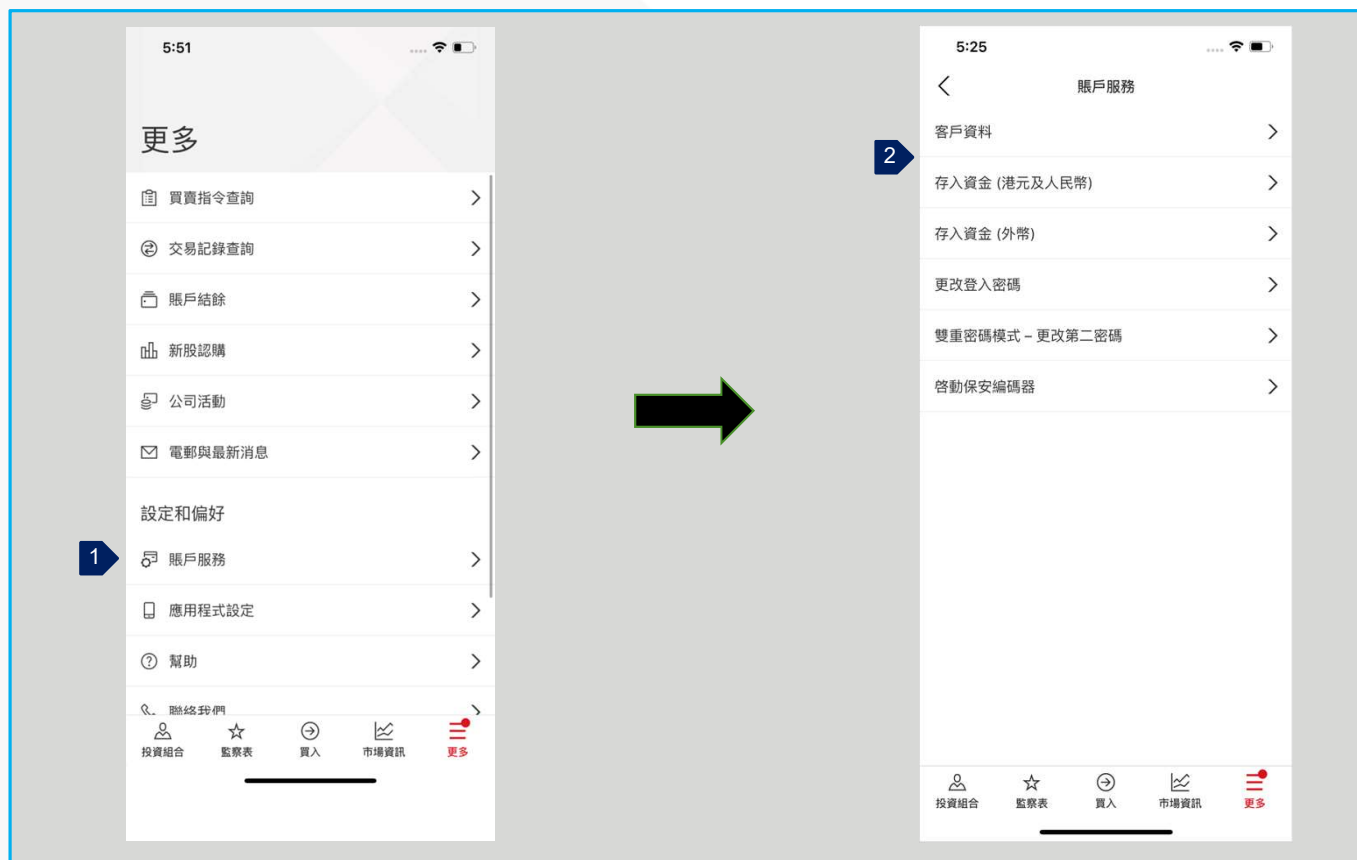 5:51
更多
買賣指令查詢
交易記錄查詢
賬戶結餘
新股認購
公司活動
電郵與最新消息
設定和偏好
1
賬戶服務
應用程式設定
幫助
聯絡我們
投資組合
監察表
買入
市場資訊
更多
5:25
賬戶服務
客戶資料
2
存入資金 (港元及人民幣)
存入資金 (外幣)
更改登入密碼
雙重密碼模式 – 更改第二密碼
啓動保安編碼器
投資組合
監察表
買入
市場資訊
更多